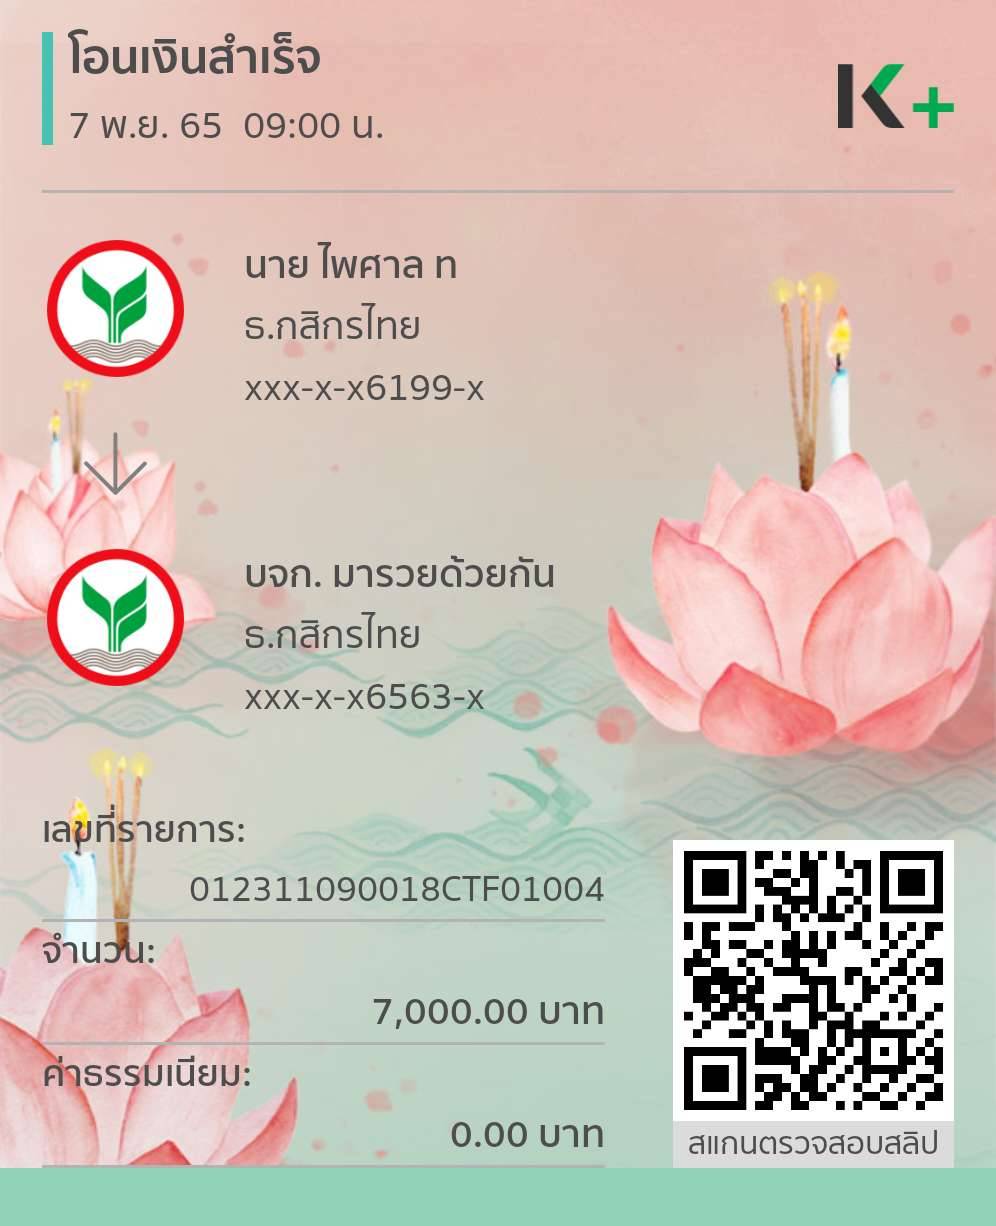 โอนเงินสำเร็จ
7 พ.ย. 65 09:00 น.
K+
นาย ไพศาล ท
ธ.กสิกรไทย
xxx-x-x6199-x
บจก. มารวยด้วยกัน
ธ.กสิกรไทย
xxx-x-x6563-x
เลขที่รายการ:
012311090018CTF01004
จำนวน:
7,000.00 บาท
ค่าธรรมเนียม:
0.00 บาท
สแกนตรวจสอบสลิป